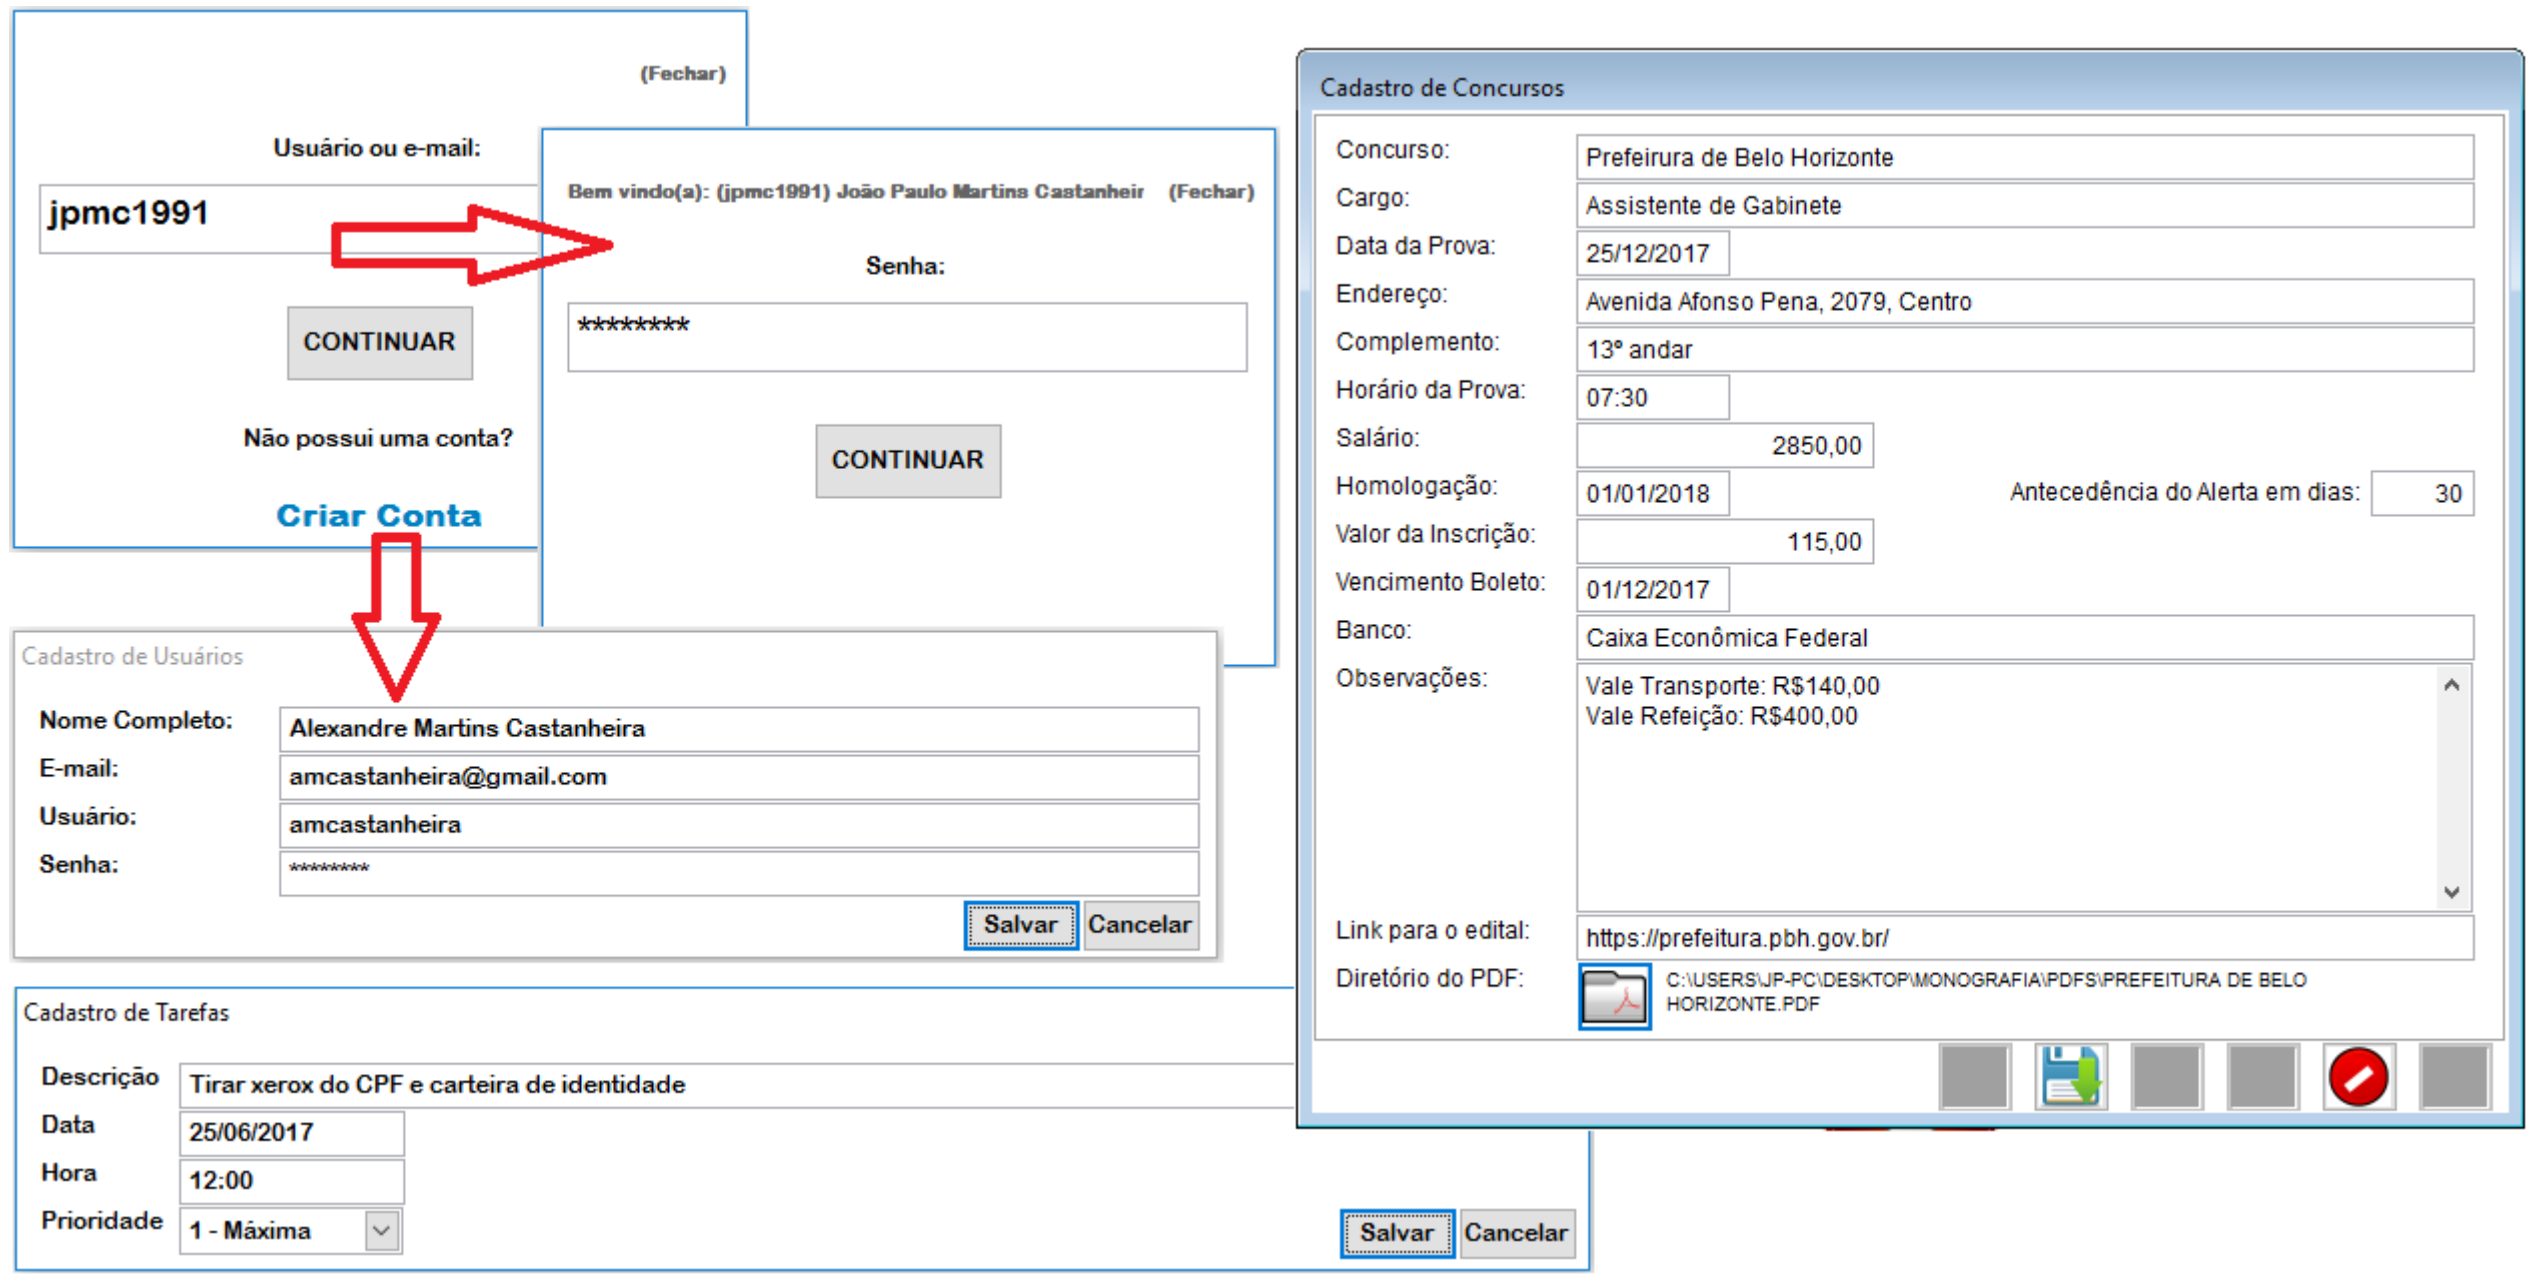 (Fechar)
Usuário ou e-mail:
jpmc1991
CONTINUAR
Não possui uma conta?
Criar Conta
Bem vindo(a): (jpmc1991) João Paulo Martins Castanheir (Fechar)
Senha:
********
CONTINUAR
Cadastro de Usuários
Nome Completo: Alexandre Martins Castanheira
E-mail: amcastanheira@gmail.com
Usuário: amcastanheira
Senha: ********
Salvar Cancelar
Cadastro de Tarefas
Descrição Tirar xerox do CPF e carteira de identidade
Data 25/06/2017
Hora 12:00
Prioridade 1 - Máxima
Salvar Cancelar
Cadastro de Concursos
Concurso: Prefeirura de Belo Horizonte
Cargo: Assistente de Gabinete
Data da Prova: 25/12/2017
Endereço: Avenida Afonso Pena, 2079, Centro
Complemento: 13º andar
Horário da Prova: 07:30
Salário: 2850,00
Homologação: 01/01/2018 Antecedência do Alerta em dias: 30
Valor da Inscrição: 115,00
Vencimento Boleto: 01/12/2017
Banco: Caixa Econômica Federal
Observações: Vale Transporte: R$140,00
Vale Refeição: R$400,00
Link para o edital: https://prefeitura.pbh.gov.br/
Diretório do PDF: C:\USERS\JP-PC\DESKTOP\MONOGRAFIA\PDFS\PREFEITURA DE BELO
HORIZONTE.PDF